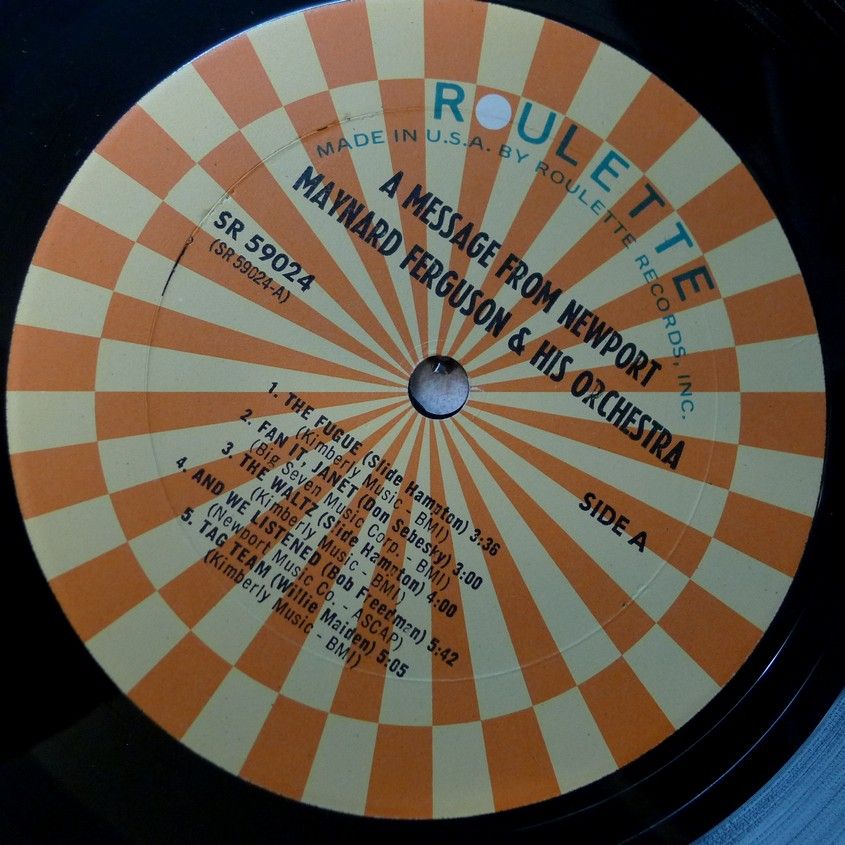 ROULETTE
MADE IN U.S.A. BY ROULETTE RECORDS, INC.
A MESSAGE FROM NEWPORT
MAYNARD FERGUSON & HIS ORCHESTRA
SR 59024
(SR 59024-A)
SIDE A
1. THE FUGUE (Slide Hampton) 3:36
(Kimberly Music - BMI)
2. FAN IT, JANET (Don Sebesky) 3:00
(Big Seven Music Corp. - BMI)
3. THE WALTZ (Slide Hampton) 4:00
(Kimberly Music - BMI)
4. AND WE LISTENED (Bob Freedman) 5:42
(Newport Music Co. - ASCAP)
5. TAG TEAM (Willie Maiden) 5:05
(Kimberly Music - BMI)